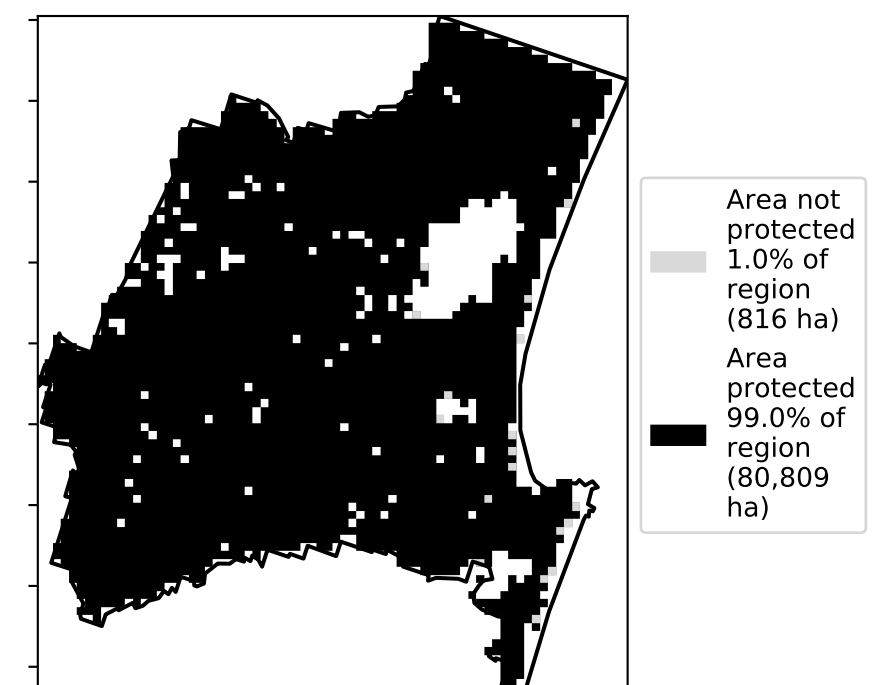 Area not
protected
1.0% of
region
(816 ha)
Area
protected
99.0% of
region
(80,809
ha)